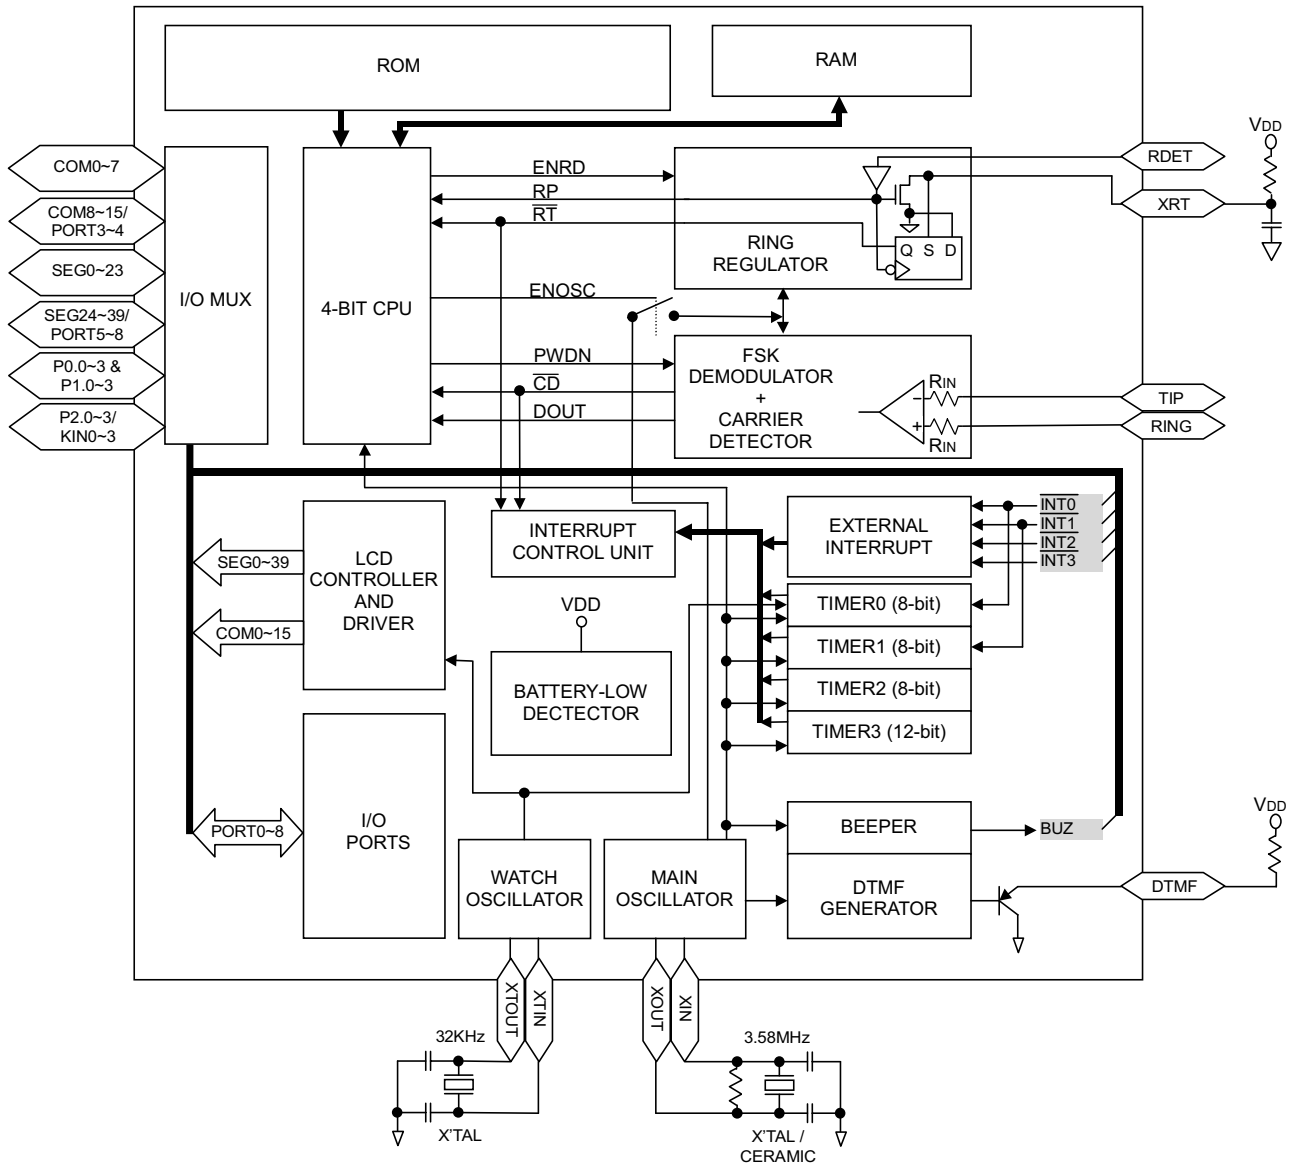 ROM
RAM
COM0~7
COM8~15/
PORT3~4
SEG0~23
SEG24~39/
PORT5~8
P0.0~3 &
P1.0~3
P2.0~3/
KIN0~3
I/O MUX
4-BIT CPU
ENRD
RP
RT
ENOSC
PWDN
CD
DOUT
RING
REGULATOR
Q S D
FSK
DEMODULATOR
+
CARRIER
DETECTOR
RIN
−
+
RIN
RDET
XRT
VDD
TIP
RING
LCD
CONTROLLER
AND
DRIVER
SEG0~39
COM0~15
INTERRUPT
CONTROL UNIT
VDD
BATTERY-LOW
DECTECTOR
EXTERNAL
INTERRUPT
INT0
INT1
INT2
INT3
TIMER0 (8-bit)
TIMER1 (8-bit)
TIMER2 (8-bit)
TIMER3 (12-bit)
I/O
PORTS
PORT0~8
WATCH
OSCILLATOR
MAIN
OSCILLATOR
BEEPER
BUZ
DTMF
GENERATOR
DTMF
VDD
XTOUT
XTIN
XOUT
XIN
32KHz
X'TAL
3.58MHz
X'TAL /
CERAMIC